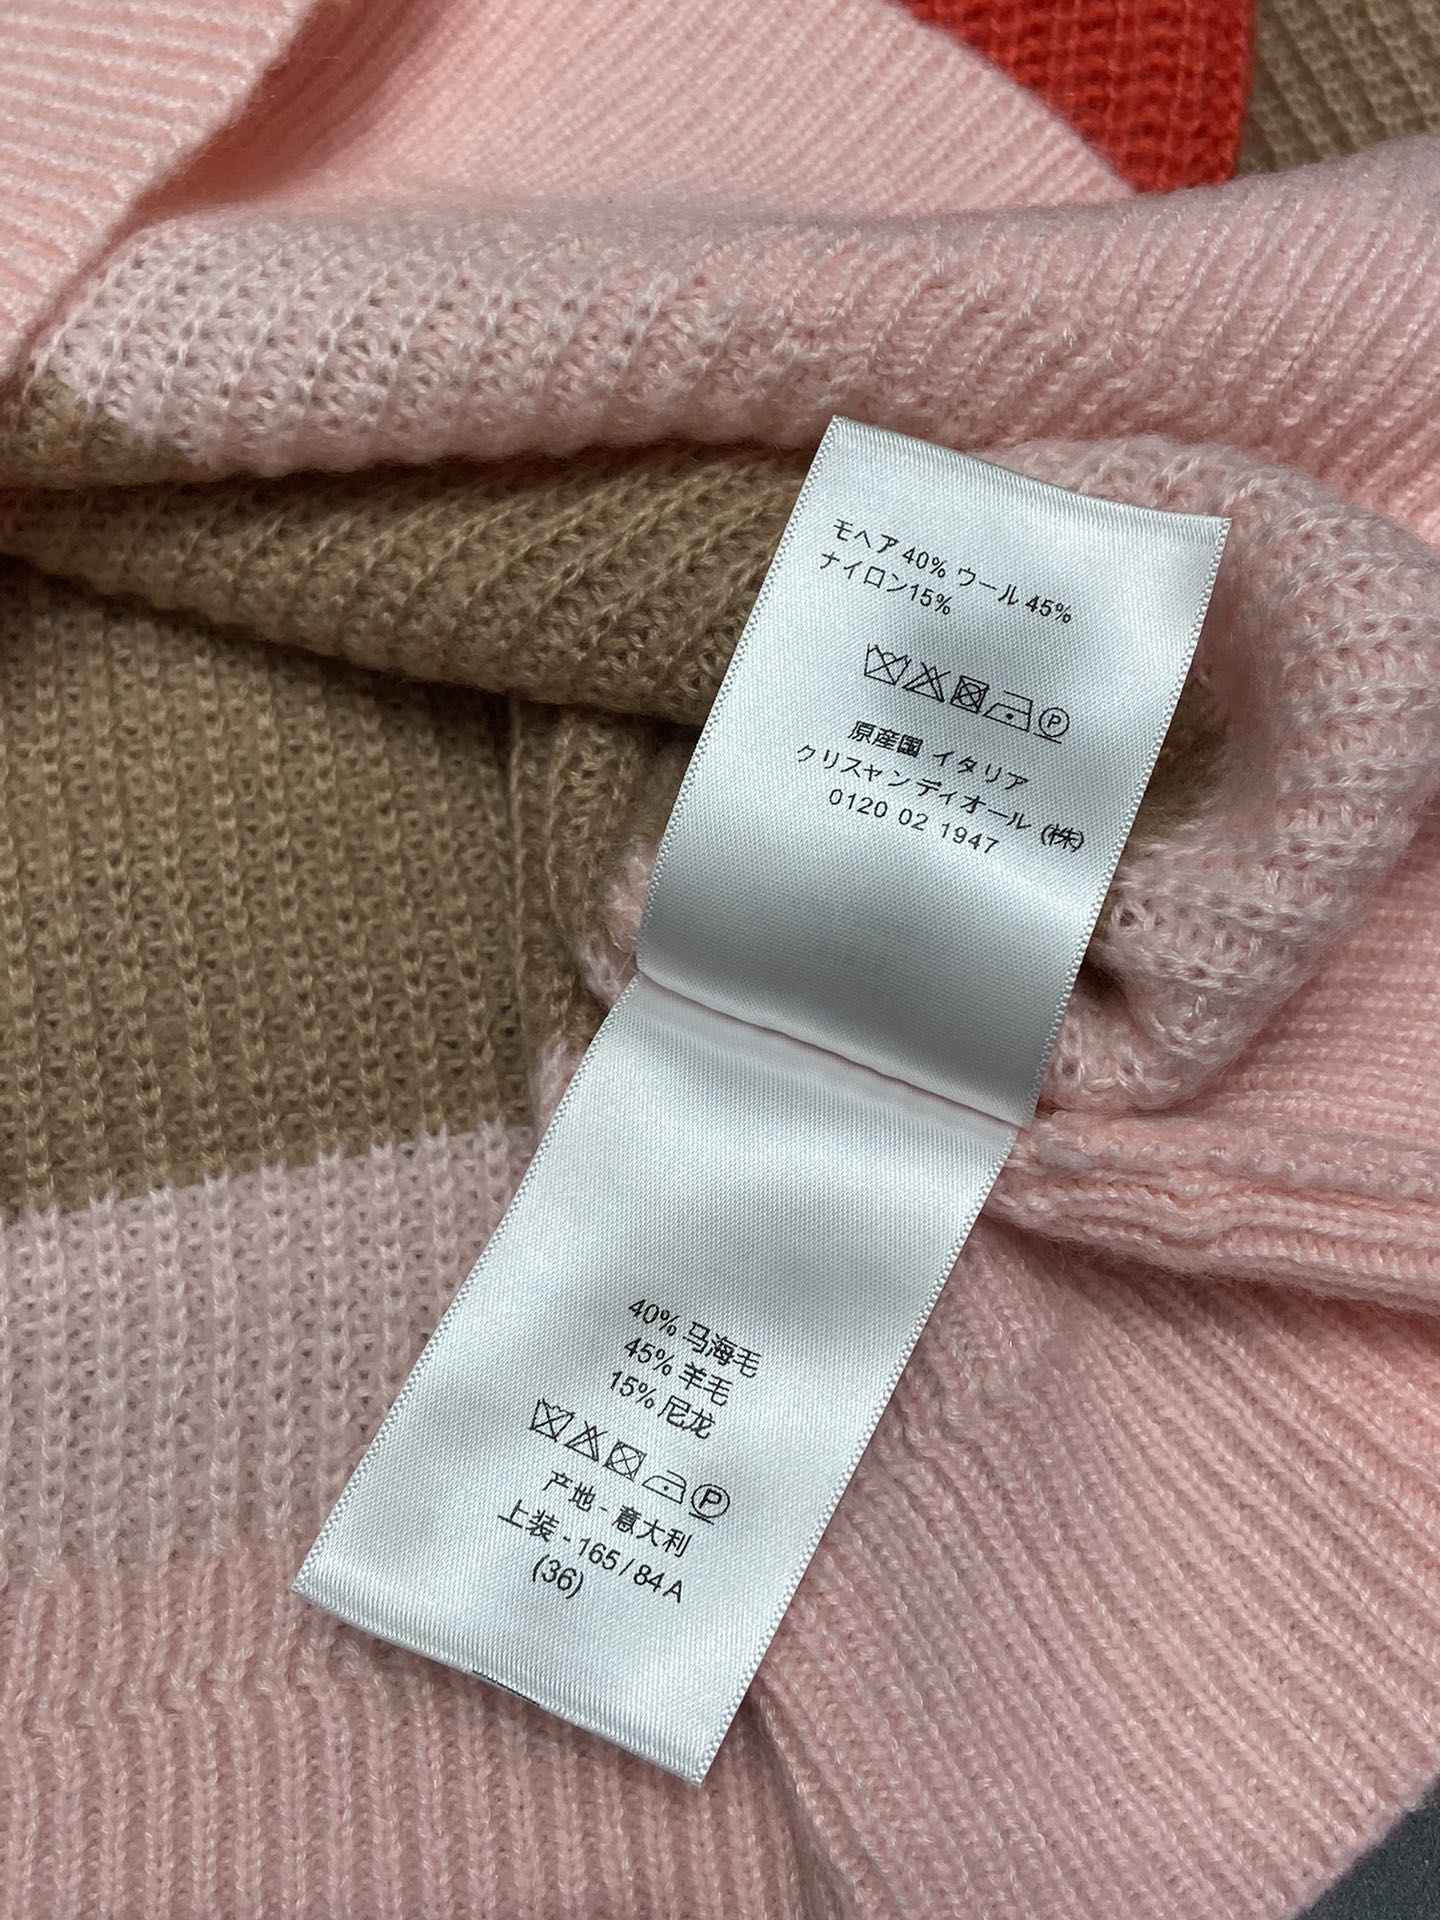 モヘア 40% ウール 45%
ナイロン15%
P
原産国 イタリア
クリスャン ディオール (株)
0120 02 1947
40% 马海毛
45% 羊毛
15% 尼龙
P
产地 - 意大利
上装 - 165 / 84 A
(36)